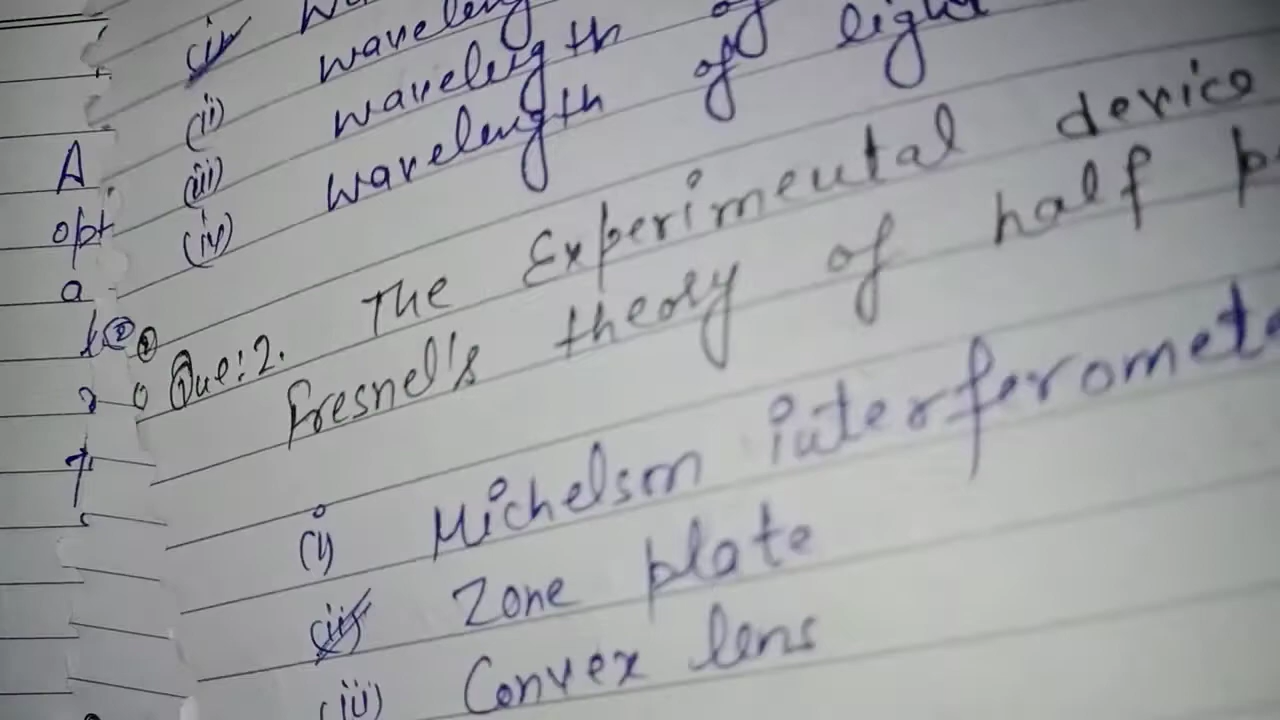 (i)
(ii) wavelength
(iii) wavelength of
(iv) wavelength of light
Que:2. The Experimental device
Fresnel's theory of half
(i) Michelson interferomet
(ii) Zone plate
(iii) Convex lens
A
opt
a